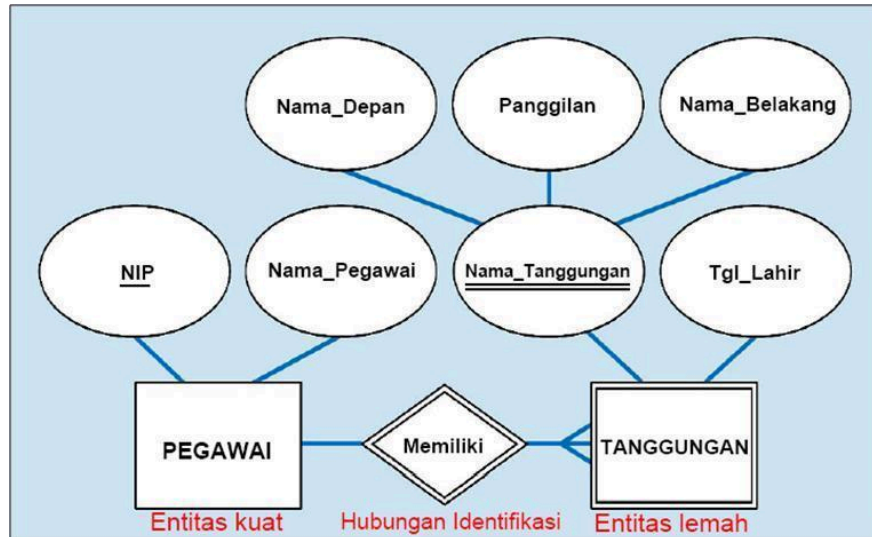 Nama_Depan
Panggilan
Nama_Belakang
NIP
Nama_Pegawai
Nama_Tanggungan
Tgl_Lahir
PEGAWAI
Memiliki
TANGGUNGAN
Entitas kuat
Hubungan Identifikasi
Entitas lemah